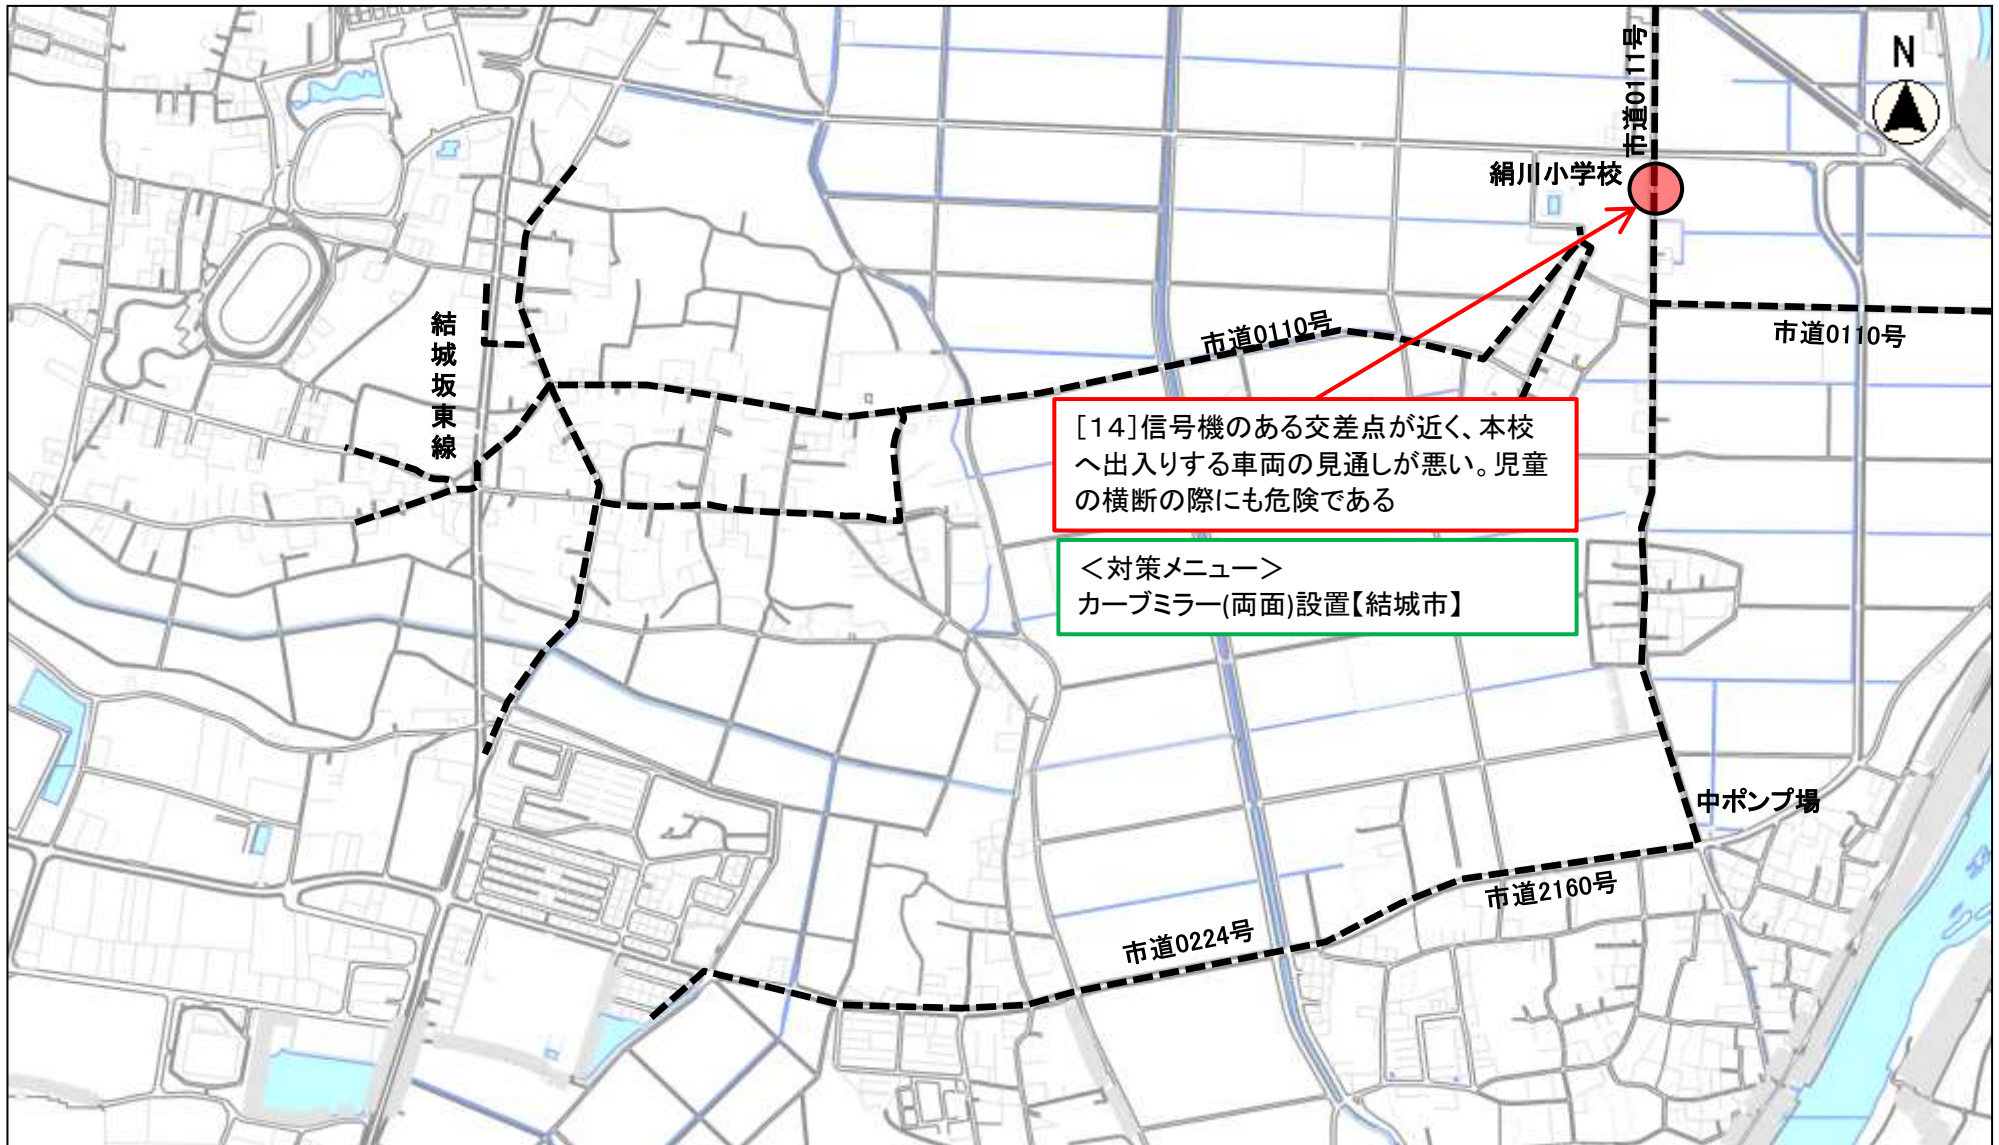 市道0111号
N
絹川小学校
結城坂東線
市道0110号
市道0110号
[14]信号機のある交差点が近く、本校
へ出入りする車両の見通しが悪い。児童
の横断の際にも危険である
＜対策メニュー＞
カーブミラー(両面)設置【結城市】
中ポンプ場
市道2160号
市道0224号